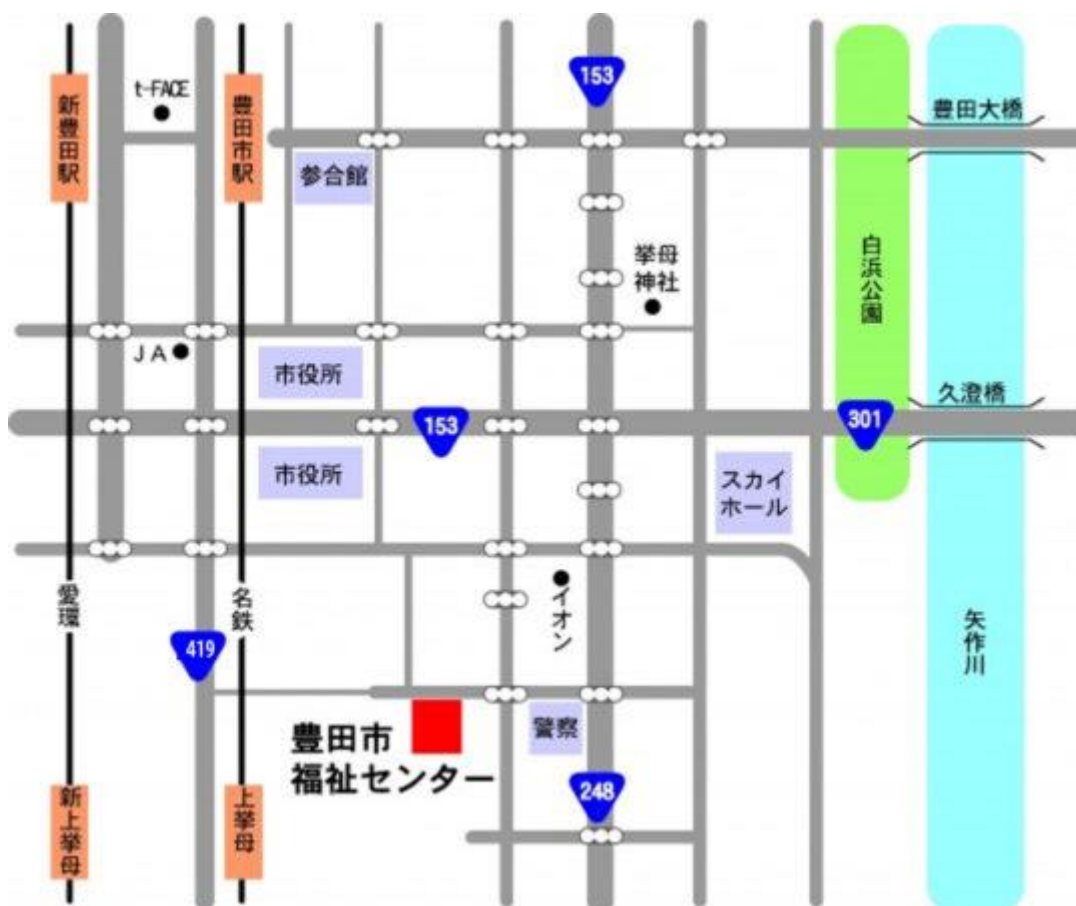 153
t-FACE
新豊田駅
豊田市駅
豊田大橋
参合館
挙母
神社
白浜公園
JA
市役所
久澄橋
153
301
市役所
スカイ
ホール
愛環
名鉄
イオン
矢作川
419
豊田市
福祉センター
警察
248
新上挙母
上挙母